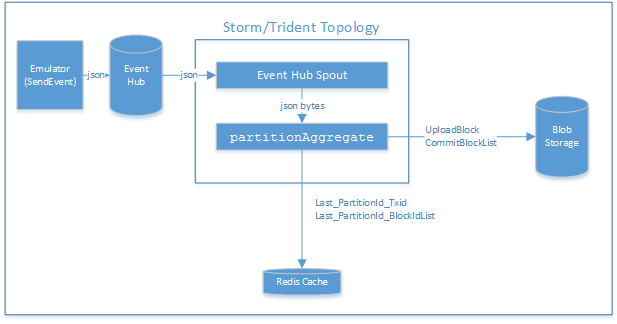 Storm/Trident Topology
Emulator
(SendEvent)
json
Event
Hub
json
Event Hub Spout
json bytes
partitionAggregate
UploadBlock
CommitBlockList
Blob
Storage
Last_PartitionId_Txid
Last_PartitionId_BlockIdList
Redis Cache